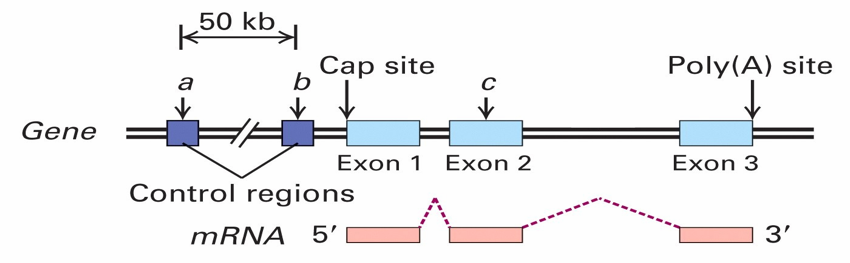 50 kb
a
b
Cap site
c
Poly(A) site
Gene
Exon 1
Exon 2
Exon 3
Control regions
mRNA
5′
3′